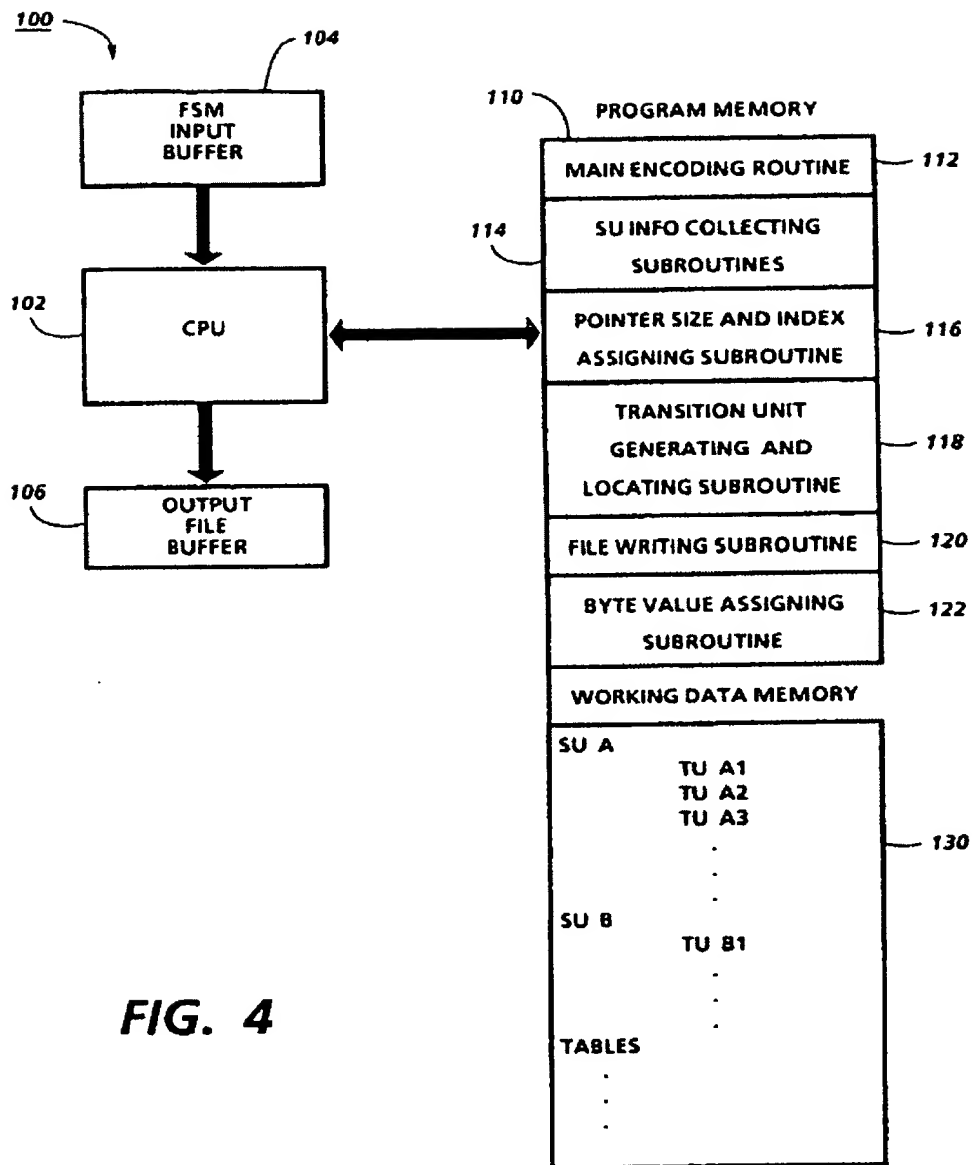 100
104
FSM
INPUT
BUFFER
102
CPU
106
OUTPUT
FILE
BUFFER
110
PROGRAM MEMORY
MAIN ENCODING ROUTINE
112
114
SU INFO COLLECTING
SUBROUTINES
POINTER SIZE AND INDEX
ASSIGNING SUBROUTINE
116
TRANSITION UNIT
GENERATING AND
LOCATING SUBROUTINE
118
FILE WRITING SUBROUTINE
120
BYTE VALUE ASSIGNING
SUBROUTINE
122
WORKING DATA MEMORY
SU A
TU A1
TU A2
TU A3
.
.
.
130
SU B
TU B1
.
.
.
TABLES
.
.
.
FIG. 4